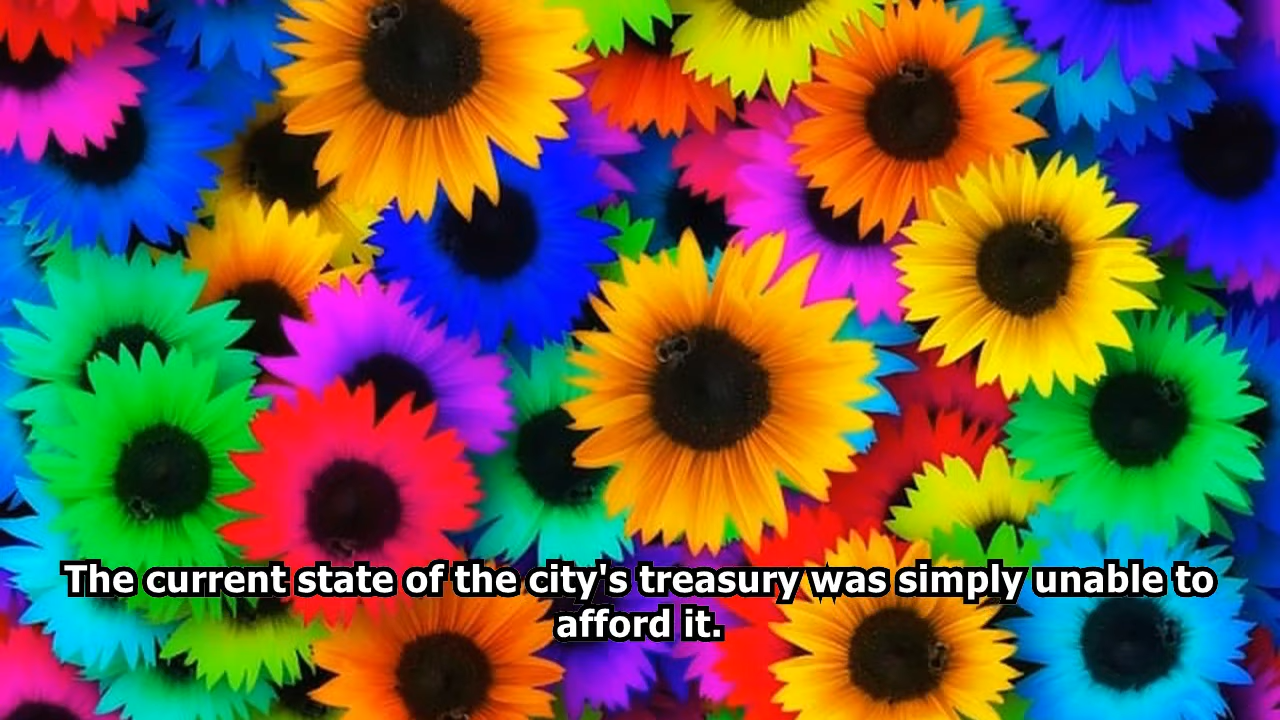 The current state of the city's treasury was simply unable to
afford it.